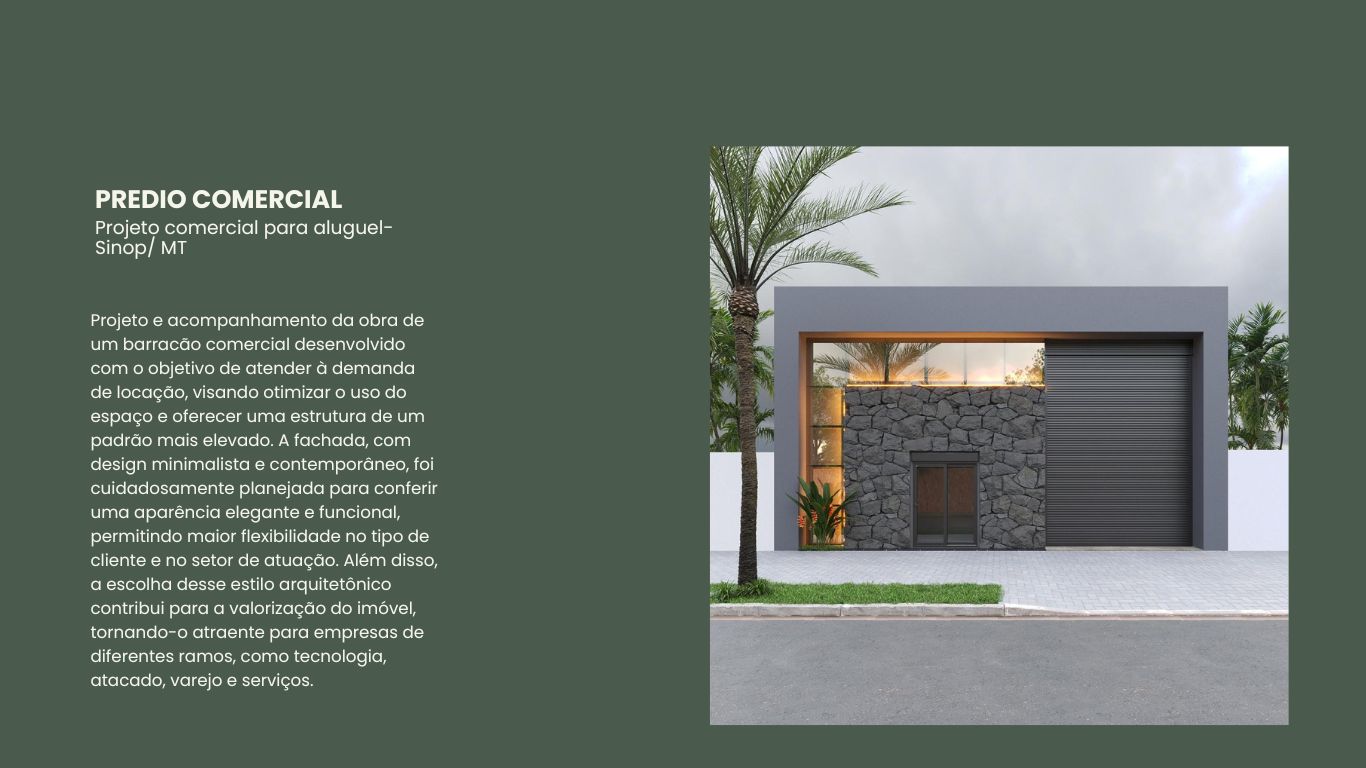 PREDIO COMERCIAL
Projeto comercial para aluguel-
Sinop/ MT
Projeto e acompanhamento da obra de
um barracão comercial desenvolvido
com o objetivo de atender à demanda
de locação, visando otimizar o uso do
espaço e oferecer uma estrutura de um
padrão mais elevado. A fachada, com
design minimalista e contemporâneo, foi
cuidadosamente planejada para conferir
uma aparência elegante e funcional,
permitindo maior flexibilidade no tipo de
cliente e no setor de atuação. Além disso,
a escolha desse estilo arquitetônico
contribui para a valorização do imóvel,
tornando-o atraente para empresas de
diferentes ramos, como tecnologia,
atacado, varejo e serviços.